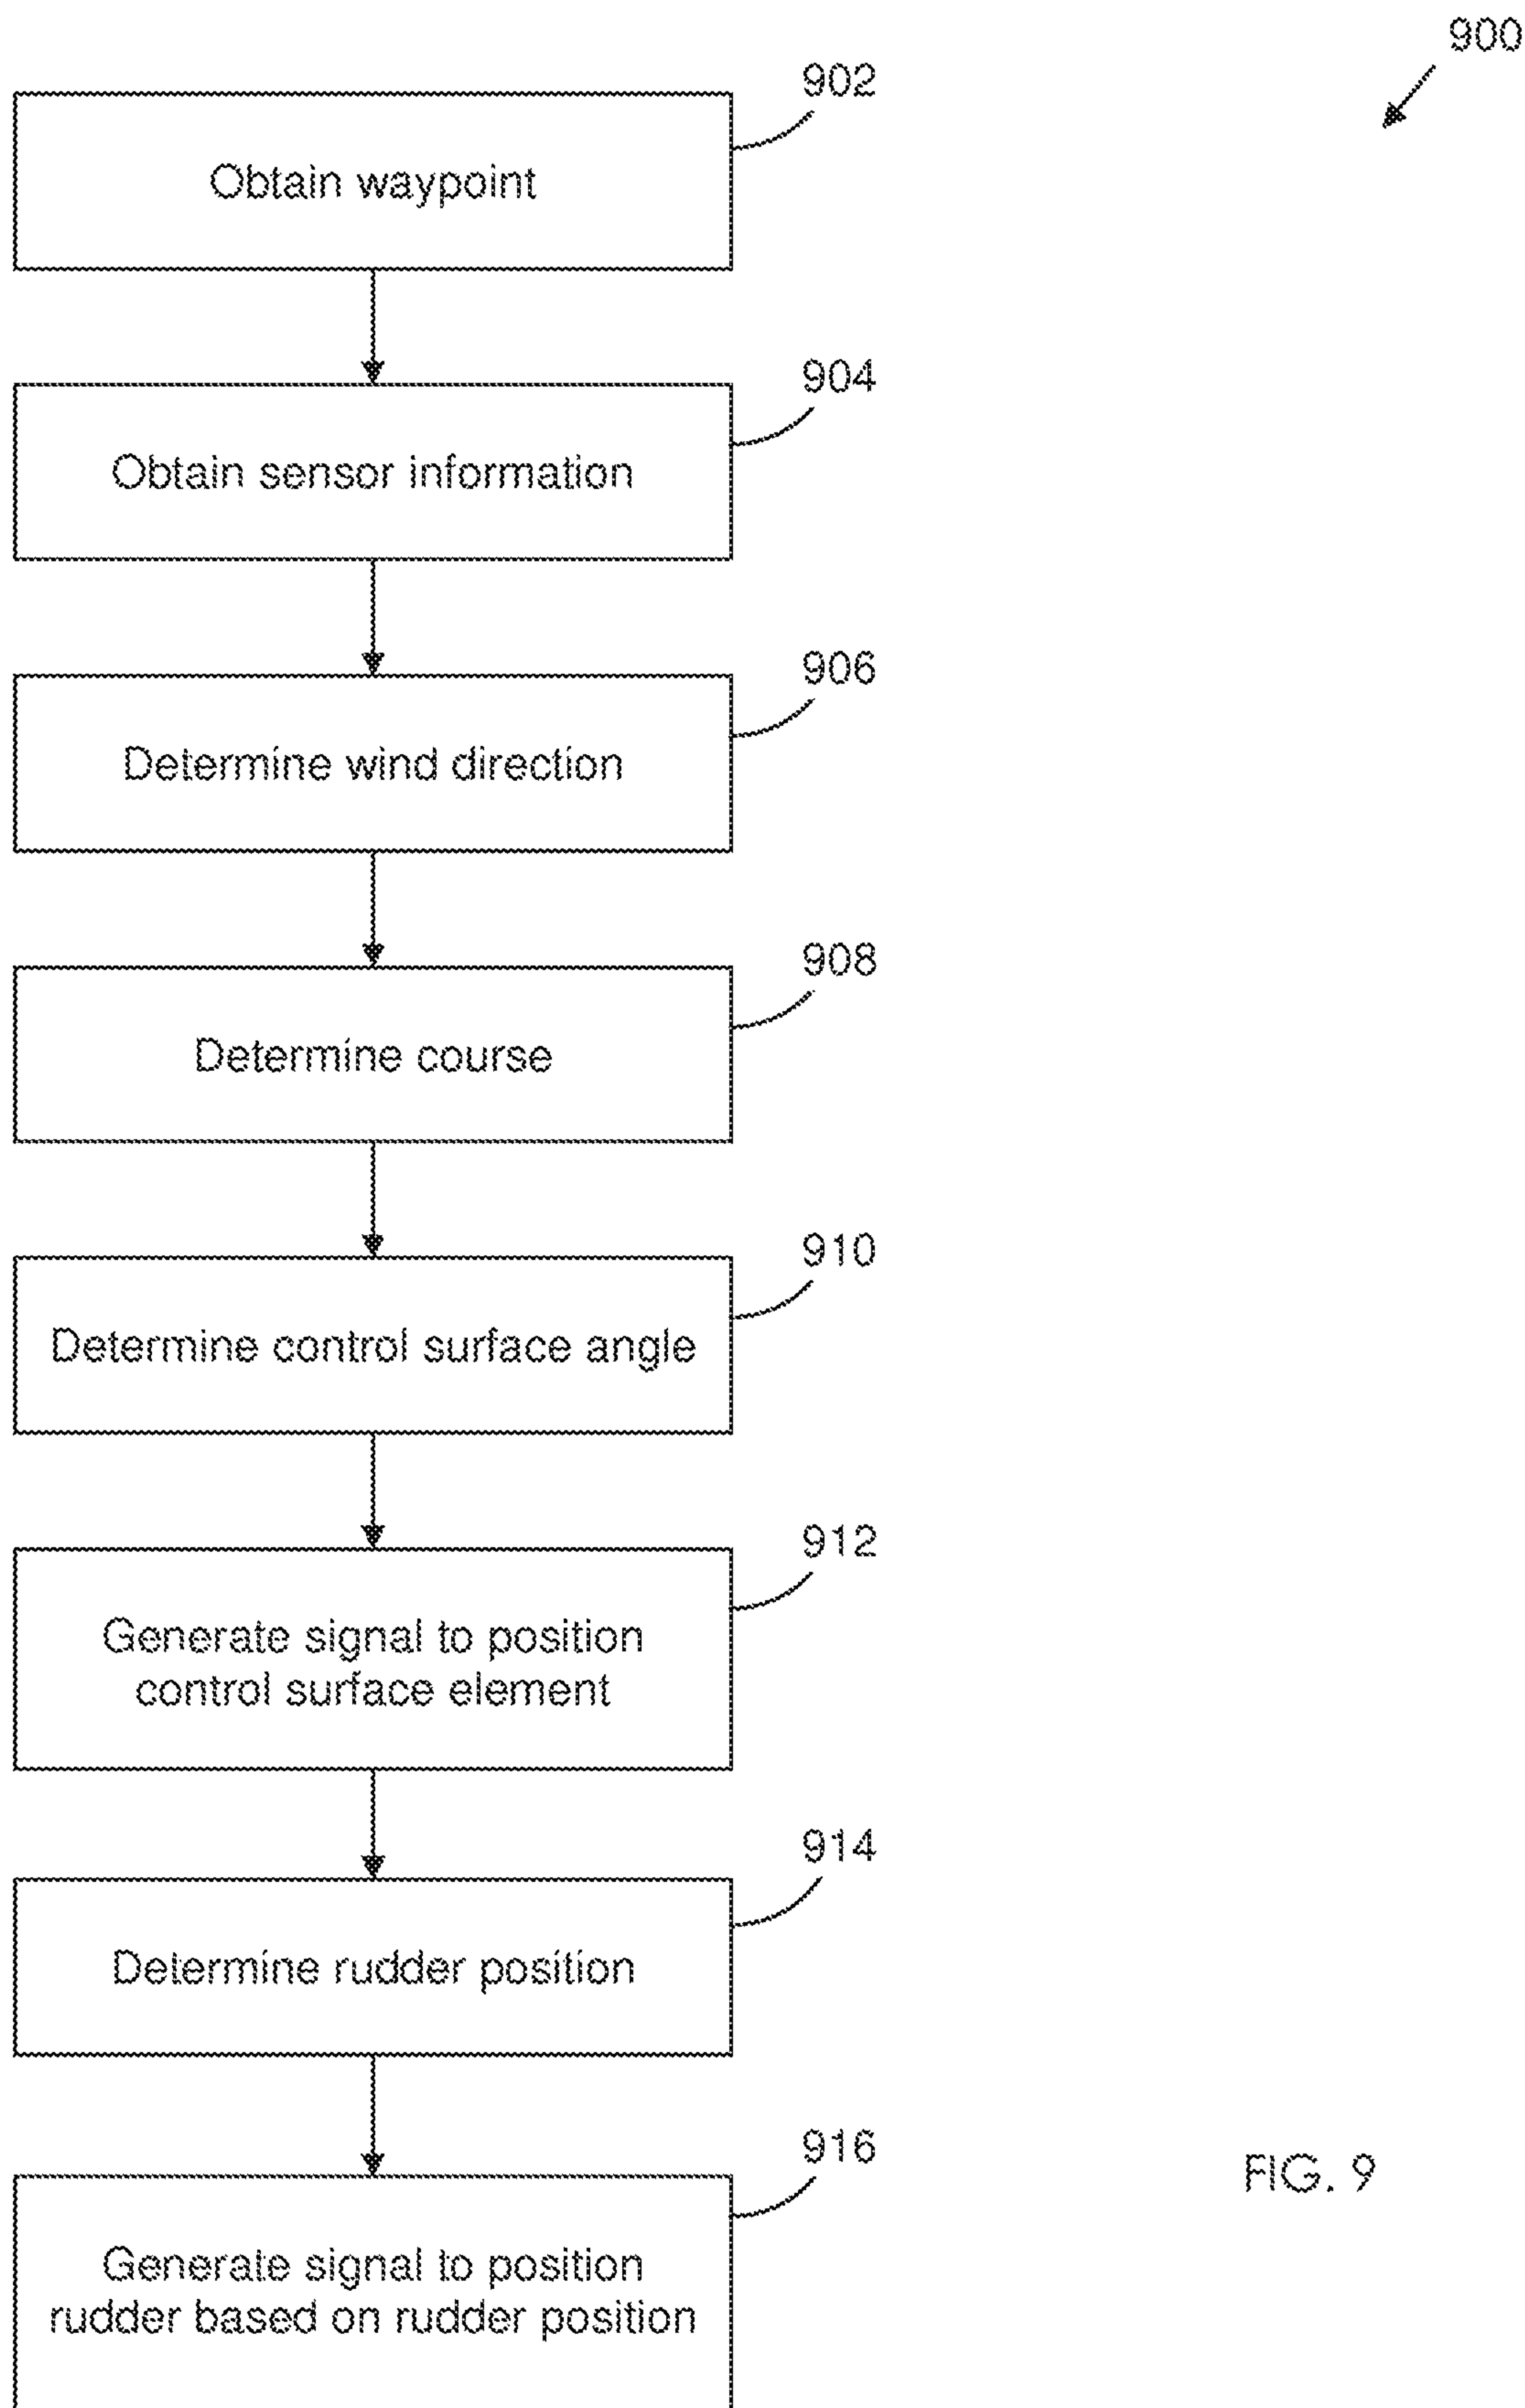 900
902
Obtain waypoint
904
Obtain sensor information
906
Determine wind direction
908
Determine course
910
Determine control surface angle
912
Generate signal to position
control surface element
914
Determine rudder position
916
Generate signal to position
rudder based on rudder position
FIG. 9